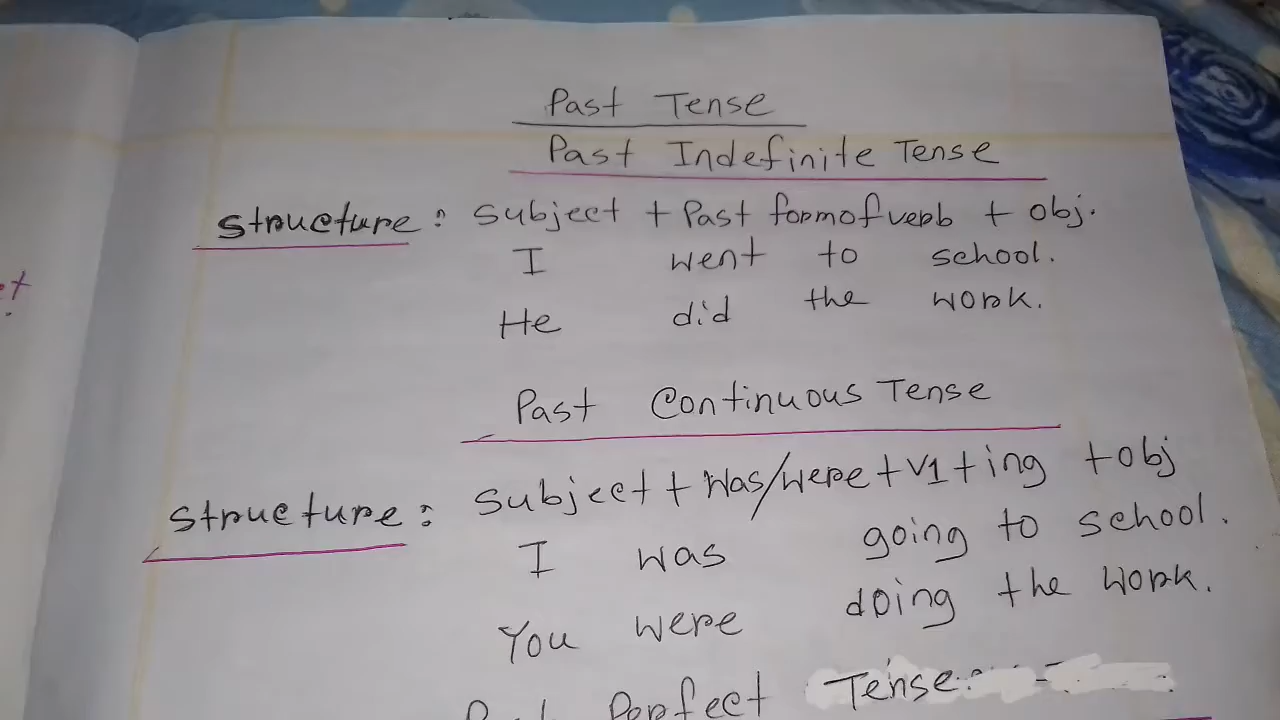 Past Tense
Past Indefinite Tense
Structure: Subject + Past form of verb + obj.
I went to school.
He did the work.
Past Continuous Tense
Structure: Subject + Was/Were + V1 + ing + obj
I was going to school.
You were doing the work.
Past Perfect Tense: